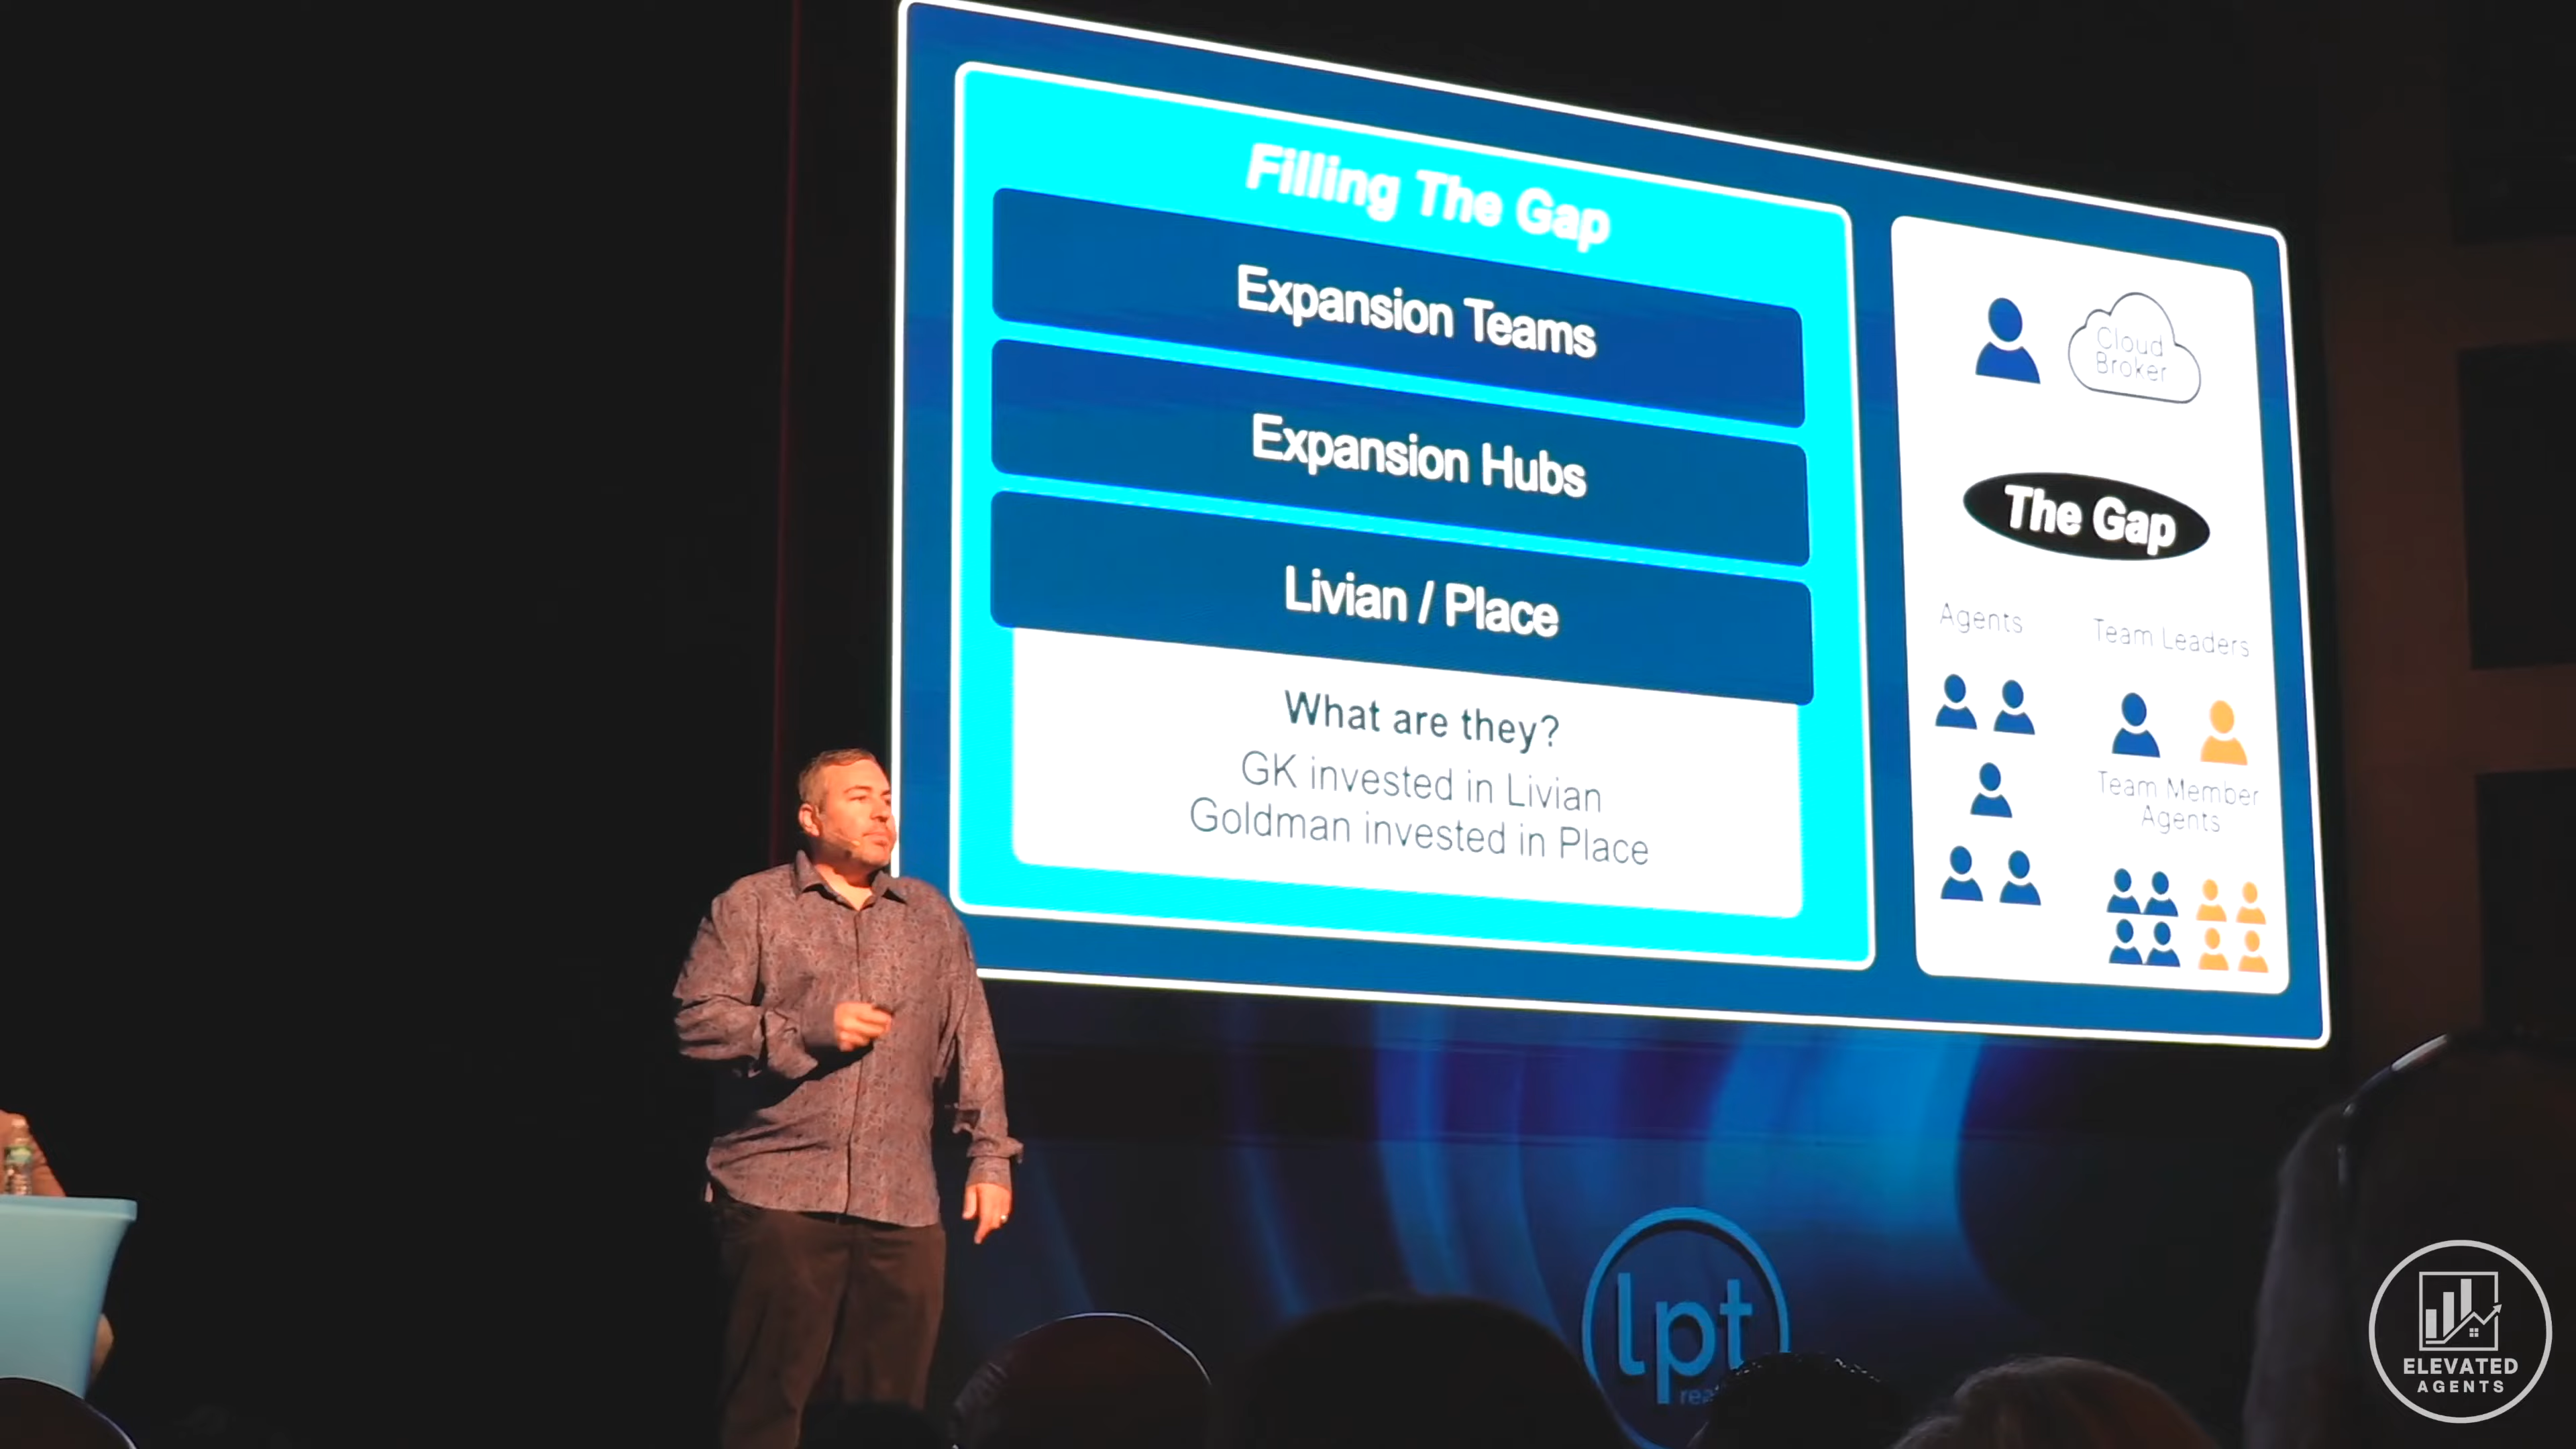 Filling The Gap
Expansion Teams
Expansion Hubs
Livian / Place
What are they?
GK invested in Livian
Goldman invested in Place
Cloud
Broker
The Gap
Agents
Team Leaders
Team Member
Agents
lpt
ELEVATED
AGENTS